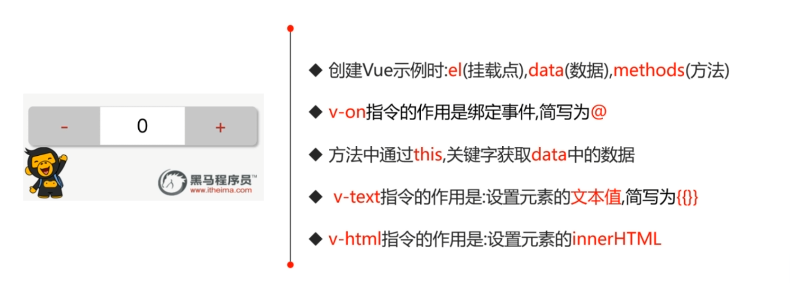 - 0 +
黑马程序员™
www.itheima.com
◆ 创建Vue示例时:el(挂载点),data(数据),methods(方法)
◆ v-on指令的作用是绑定事件,简写为@
◆ 方法中通过this,关键字获取data中的数据
◆ v-text指令的作用是:设置元素的文本值,简写为{{}}
◆ v-html指令的作用是:设置元素的innerHTML